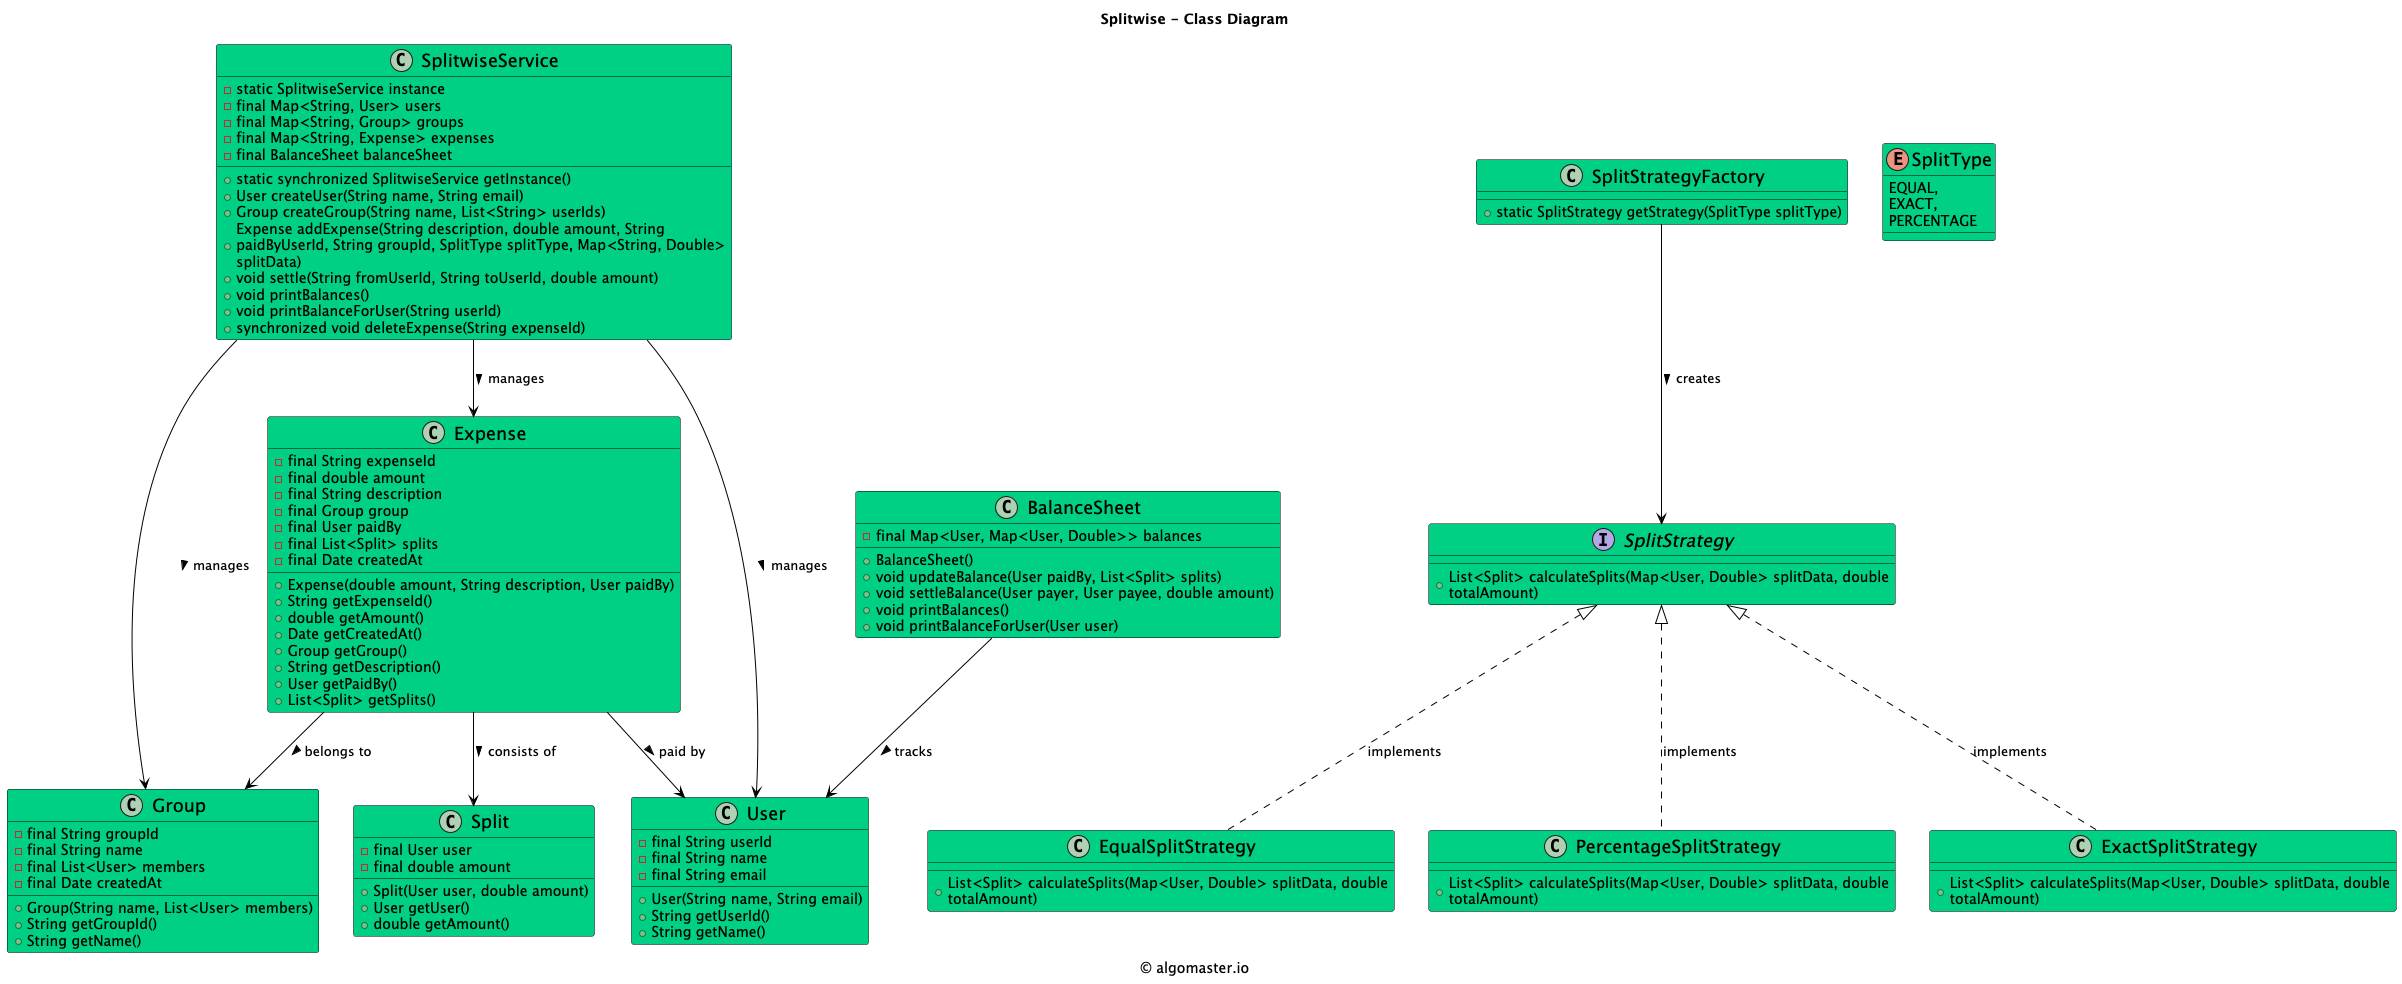 Splitwise – Class Diagram
C SplitwiseService
static SplitwiseService instance
final Map<String, User> users
final Map<String, Group> groups
final Map<String, Expense> expenses
final BalanceSheet balanceSheet
static synchronized SplitwiseService getInstance()
User createUser(String name, String email)
Group createGroup(String name, List<String> userIds)
Expense addExpense(String description, double amount, String
paidByUserId, String groupId, SplitType splitType, Map<String, Double>
splitData)
void settle(String fromUserId, String toUserId, double amount)
void printBalances()
void printBalanceForUser(String userId)
synchronized void deleteExpense(String expenseId)
C SplitStrategyFactory
static SplitStrategy getStrategy(SplitType splitType)
E SplitType
EQUAL,
EXACT,
PERCENTAGE
manages
creates
C Expense
final String expenseId
final double amount
final String description
final Group group
final User paidBy
final List<Split> splits
final Date createdAt
Expense(double amount, String description, User paidBy)
String getExpenseId()
double getAmount()
Date getCreatedAt()
Group getGroup()
String getDescription()
User getPaidBy()
List<Split> getSplits()
manages
manages
C BalanceSheet
final Map<User, Map<User, Double>> balances
BalanceSheet()
void updateBalance(User paidBy, List<Split> splits)
void settleBalance(User payer, User payee, double amount)
void printBalances()
void printBalanceForUser(User user)
I SplitStrategy
List<Split> calculateSplits(Map<User, Double> splitData, double
totalAmount)
belongs to
consists of
paid by
tracks
implements
implements
implements
C Group
final String groupId
final String name
final List<User> members
final Date createdAt
Group(String name, List<User> members)
String getGroupId()
String getName()
C Split
final User user
final double amount
Split(User user, double amount)
User getUser()
double getAmount()
C User
final String userId
final String name
final String email
User(String name, String email)
String getUserId()
String getName()
C EqualSplitStrategy
List<Split> calculateSplits(Map<User, Double> splitData, double
totalAmount)
C PercentageSplitStrategy
List<Split> calculateSplits(Map<User, Double> splitData, double
totalAmount)
C ExactSplitStrategy
List<Split> calculateSplits(Map<User, Double> splitData, double
totalAmount)
© algomaster.io